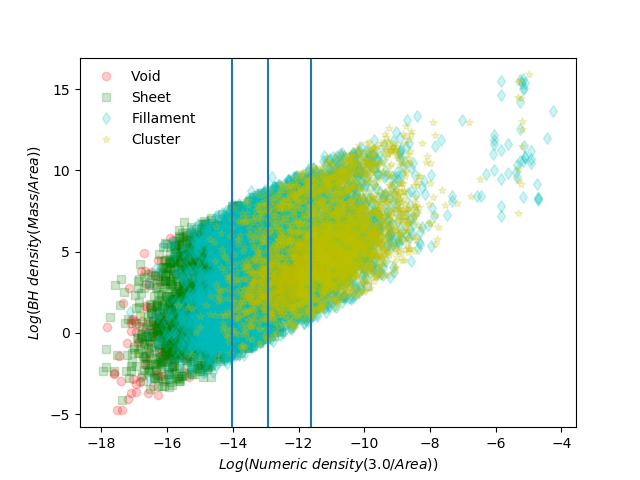 Void
Sheet
Fillament
Cluster
15
10
5
0
−5
Log(BH density(Mass/Area))
−18 −16 −14 −12 −10 −8 −6 −4
Log(Numeric density(3.0/Area))